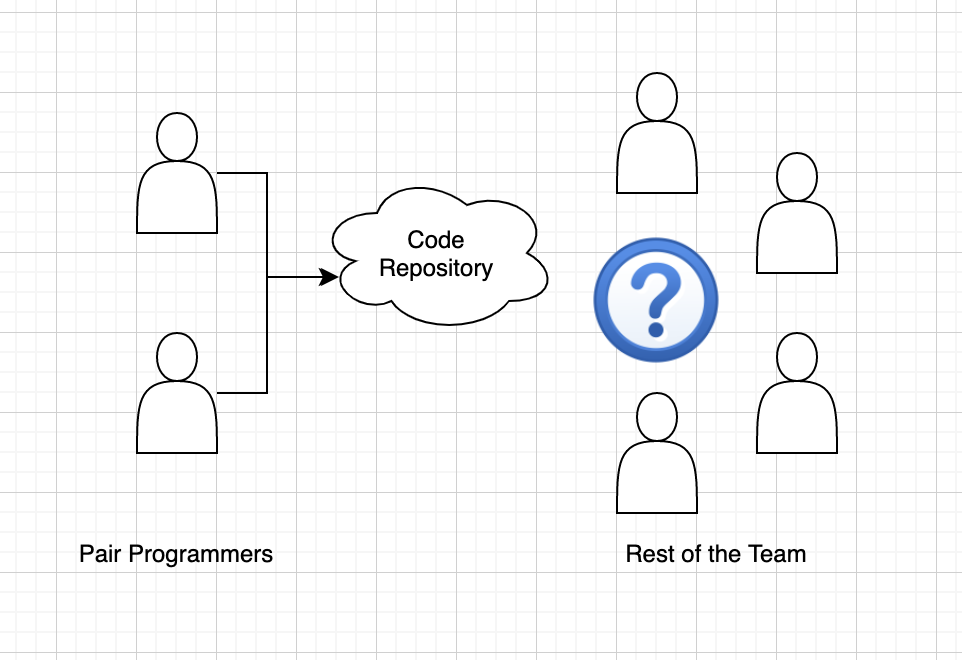 Code
Repository
?
Pair Programmers
Rest of the Team